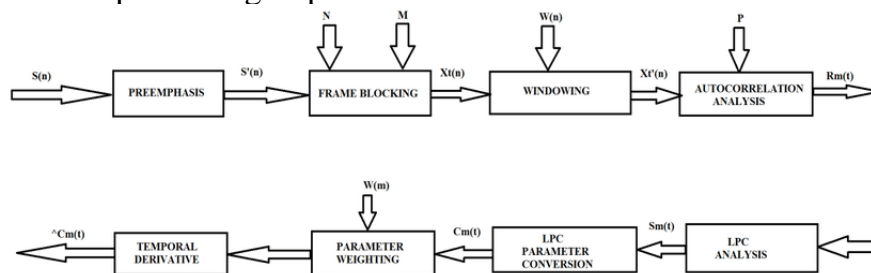 N
M
W(n)
P
S(n)
S'(n)
Xt(n)
Xt'(n)
Rm(t)
PREEMPHASIS
FRAME BLOCKING
WINDOWING
AUTOCORRELATION
ANALYSIS
W(m)
^Cm(t)
Cm(t)
Sm(t)
TEMPORAL
DERIVATIVE
PARAMETER
WEIGHTING
LPC
PARAMETER
CONVERSION
LPC
ANALYSIS